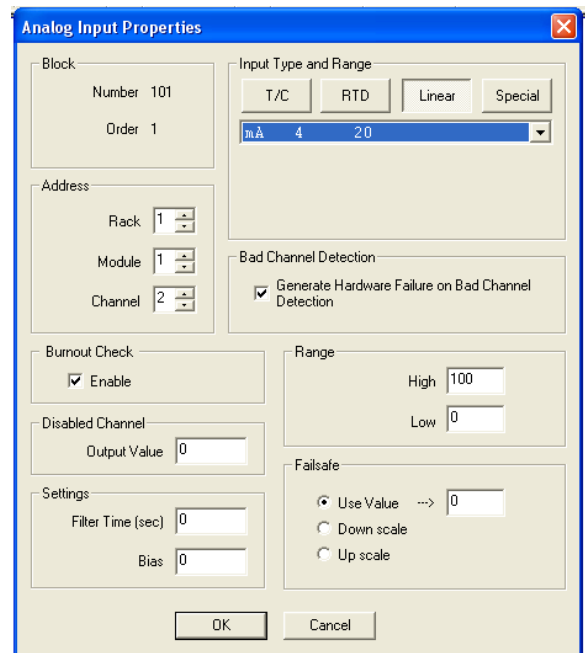 Analog Input Properties
Block
Number 101
Order 1
Input Type and Range
T/C RTD Linear Special
mA 4 20
Address
Rack 1
Module 1
Channel 2
Bad Channel Detection
Generate Hardware Failure on Bad Channel
Detection
Burnout Check
Enable
Range
High 100
Low 0
Disabled Channel
Output Value 0
Failsafe
Use Value ---> 0
Down scale
Up scale
Settings
Filter Time (sec) 0
Bias 0
OK Cancel